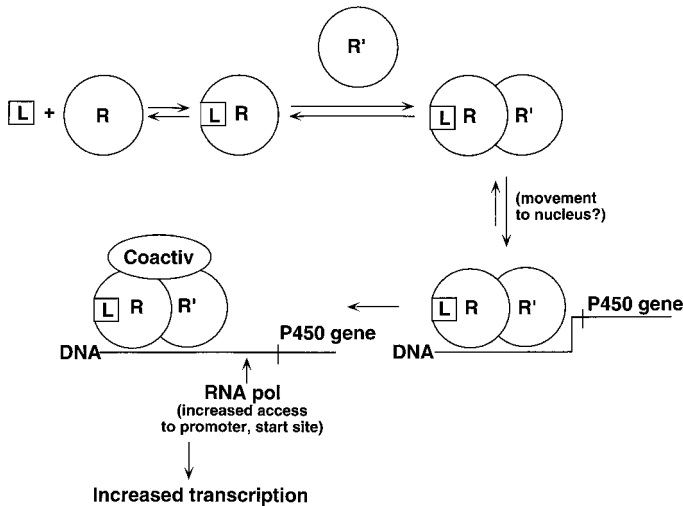 R'
L + R
L R
L R R'
(movement
to nucleus?)
Coactiv
L R R'
DNA
P450 gene
L R R'
DNA
P450 gene
RNA pol
(increased access
to promoter, start site)
Increased transcription